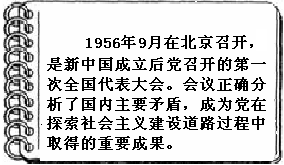 1956年9月在北京召开，
是新中国成立后党召开的第一
次全国代表大会。会议正确分
析了国内主要矛盾，成为党在
探索社会主义建设道路过程中
取得的重要成果。